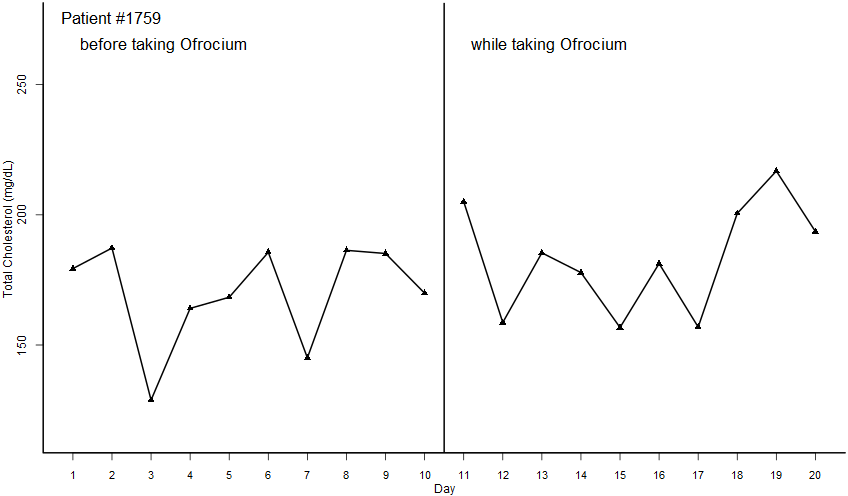 Patient #1759
before taking Ofrocium
while taking Ofrocium
Total Cholesterol (mg/dL)
250
200
150
1 2 3 4 5 6 7 8 9 10 11 12 13 14 15 16 17 18 19 20
Day